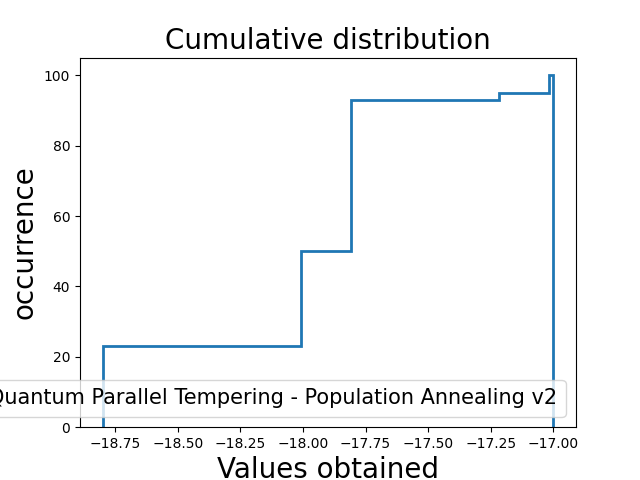 Cumulative distribution
occurrence
100
80
60
40
20
0
Parallel Tempering - Population Annealing v2
−18.75 −18.50 −18.25 −18.00 −17.75 −17.50 −17.25 −17.00
Values obtained